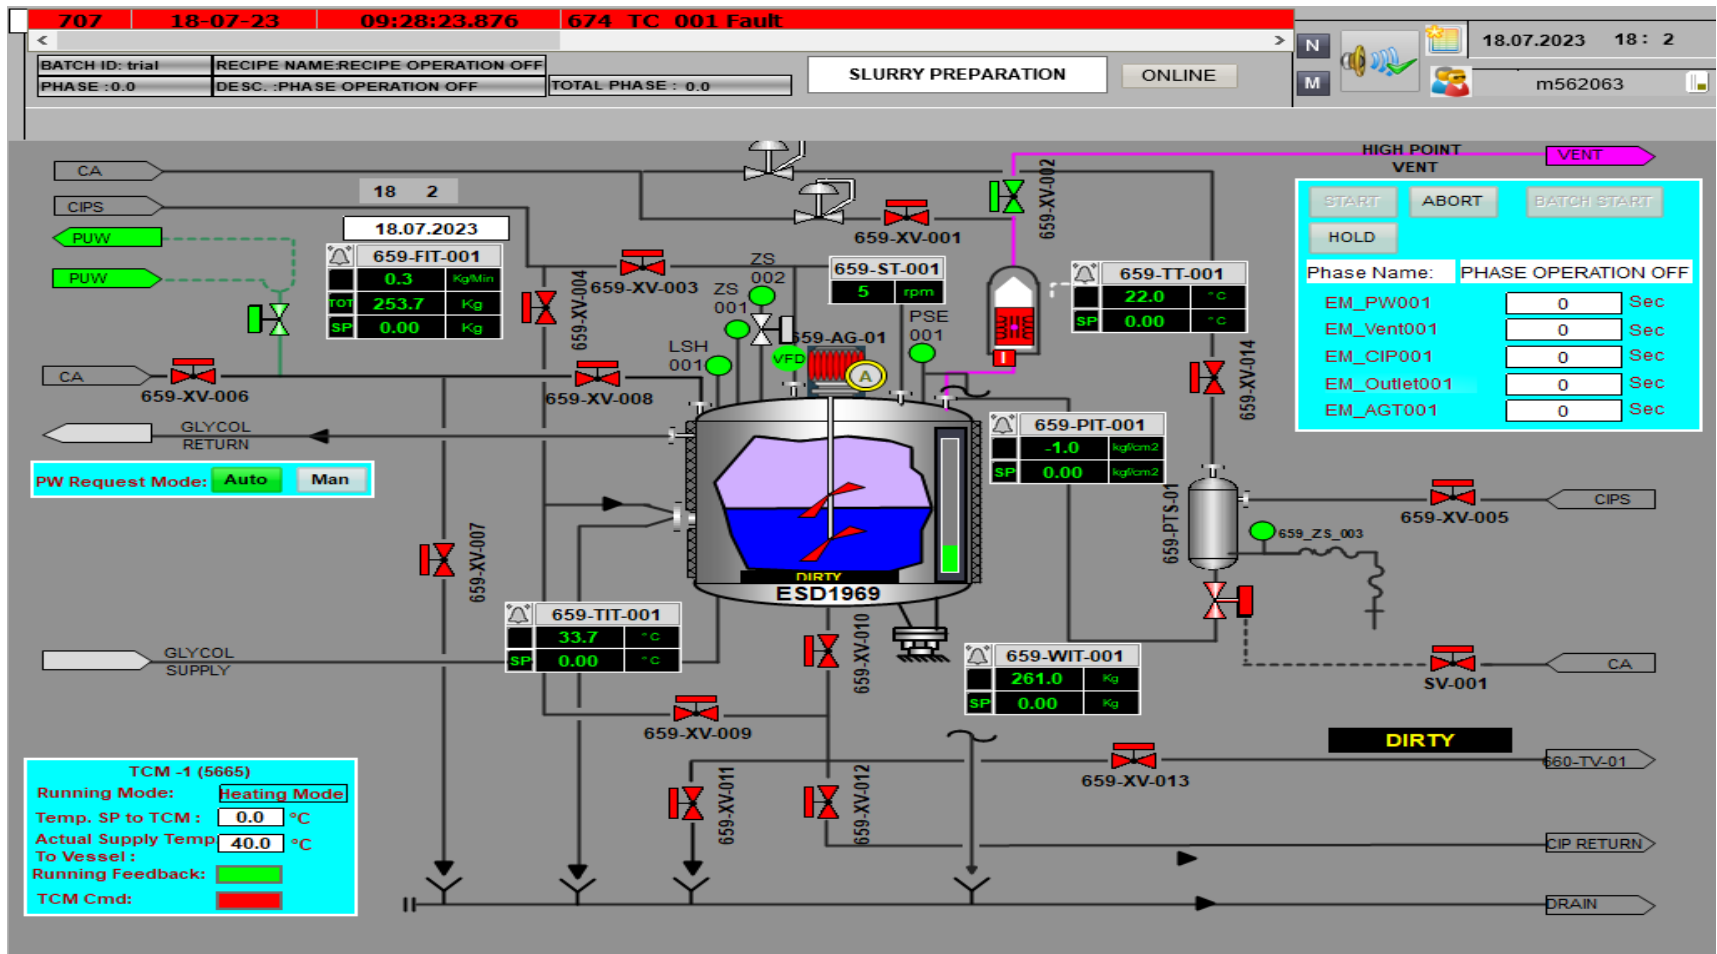 707 18-07-23 09:28:23.876 674 TC 001 Fault
< >
N
M
18.07.2023 18: 2
m562063
BATCH ID: trial RECIPE NAME:RECIPE OPERATION OFF
PHASE :0.0 DESC. :PHASE OPERATION OFF TOTAL PHASE : 0.0
SLURRY PREPARATION ONLINE
CA
CIPS
PUW
PUW
CA
18 2
18.07.2023
659-FIT-001
0.3 Kg/Min
TOT 253.7 Kg
SP 0.00 Kg
659-XV-006
GLYCOL
RETURN
PW Request Mode: Auto Man
659-XV-004
659-XV-003
659-XV-008
659-XV-007
ZS
002
ZS
001
LSH
001
VFD
659-AG-01
A
659-XV-001
659-ST-001
5 rpm
PSE
001
659-XV-002
I
HIGH POINT
VENT
VENT
659-TT-001
22.0 °C
SP 0.00 °C
659-XV-014
START ABORT BATCH START
HOLD
Phase Name: PHASE OPERATION OFF
EM_PW001 0 Sec
EM_Vent001 0 Sec
EM_CIP001 0 Sec
EM_Outlet001 0 Sec
EM_AGT001 0 Sec
659-PIT-001
-1.0 kgf/cm2
SP 0.00 kgf/cm2
659-PTS-01
659-XV-005
CIPS
659_ZS_003
DIRTY
ESD1969
659-TIT-001
33.7 °C
SP 0.00 °C
GLYCOL
SUPPLY
659-XV-010
659-WIT-001
261.0 Kg
SP 0.00 Kg
SV-001
CA
659-XV-009
DIRTY
660-TV-01
659-XV-013
659-XV-011
659-XV-012
CIP RETURN
DRAIN
TCM -1 (5665)
Running Mode: Heating Mode
Temp. SP to TCM : 0.0 °C
Actual Supply Temp 40.0 °C
To Vessel :
Running Feedback:
TCM Cmd: